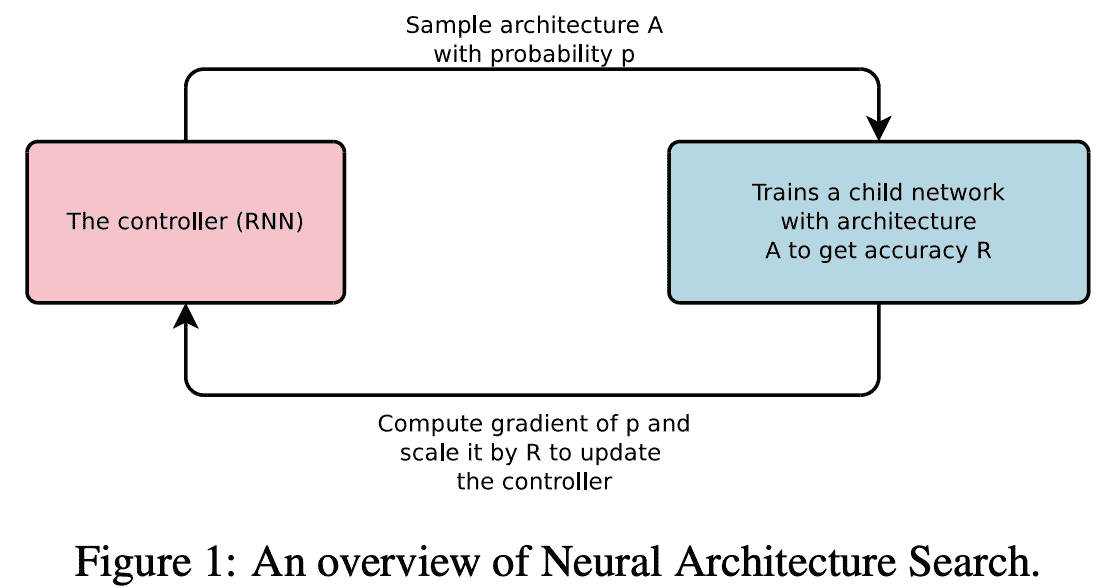 Sample architecture A
with probability p
The controller (RNN)
Trains a child network
with architecture
A to get accuracy R
Compute gradient of p and
scale it by R to update
the controller
Figure 1: An overview of Neural Architecture Search.